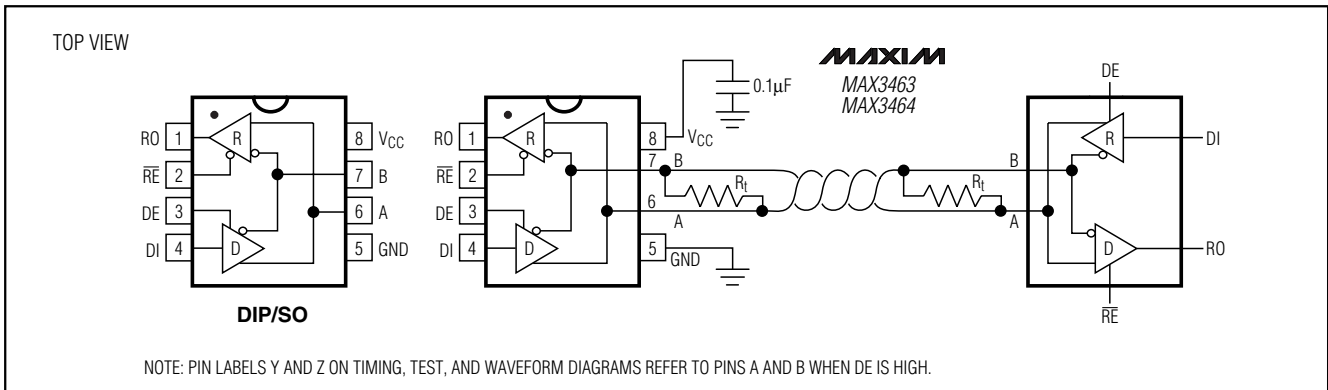 TOP VIEW
MAXIM
MAX3463
MAX3464
RO 1
R̅E̅ 2
DE 3
DI 4
8 VCC
7 B
6 A
5 GND
R
D
DIP/SO
RO 1
R̅E̅ 2
DE 3
DI 4
R
D
8 VCC
0.1µF
7 B
6 A
5 GND
Rt
Rt
B
A
DE
R
DI
D
RO
R̅E̅
NOTE: PIN LABELS Y AND Z ON TIMING, TEST, AND WAVEFORM DIAGRAMS REFER TO PINS A AND B WHEN DE IS HIGH.